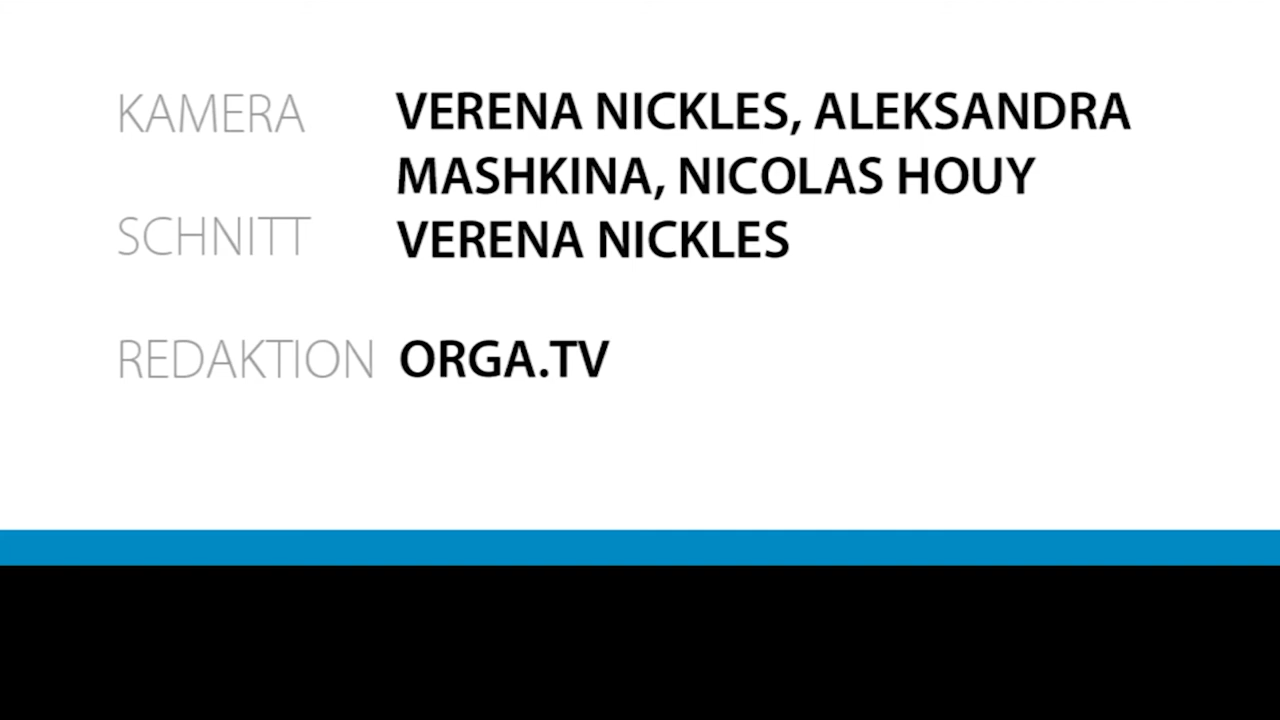 KAMERA VERENA NICKLES, ALEKSANDRA
MASHKINA, NICOLAS HOUY
SCHNITT VERENA NICKLES
REDAKTION ORGA.TV